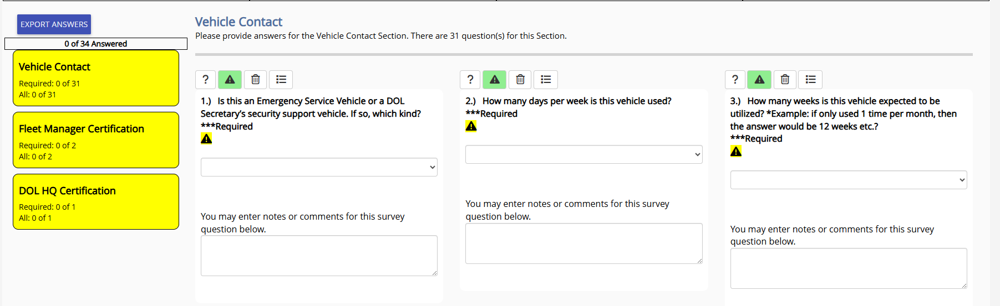 EXPORT ANSWERS
0 of 34 Answered
Vehicle Contact
Required: 0 of 31
All: 0 of 31
Fleet Manager Certification
Required: 0 of 2
All: 0 of 2
DOL HQ Certification
Required: 0 of 1
All: 0 of 1
Vehicle Contact
Please provide answers for the Vehicle Contact Section. There are 31 question(s) for this Section.
?
1.) Is this an Emergency Service Vehicle or a DOL
Secretary’s security support vehicle. If so, which kind?
***Required
You may enter notes or comments for this survey
question below.
?
2.) How many days per week is this vehicle used?
***Required
You may enter notes or comments for this survey
question below.
?
3.) How many weeks is this vehicle expected to be
utilized? *Example: if only used 1 time per month, then
the answer would be 12 weeks etc.?
***Required
You may enter notes or comments for this survey
question below.